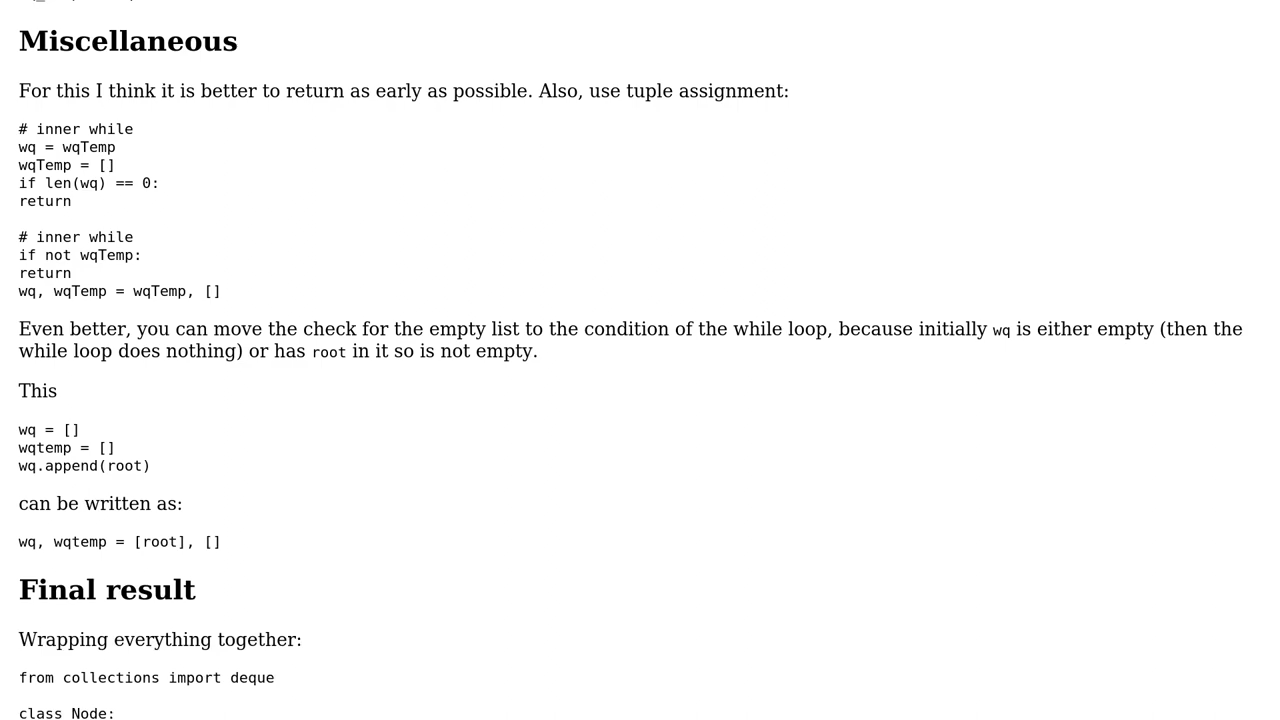 Miscellaneous
For this I think it is better to return as early as possible. Also, use tuple assignment:
# inner while
wq = wqTemp
wqTemp = []
if len(wq) == 0:
return
# inner while
if not wqTemp:
return
wq, wqTemp = wqTemp, []
Even better, you can move the check for the empty list to the condition of the while loop, because initially wq is either empty (then the
while loop does nothing) or has root in it so is not empty.
This
wq = []
wqtemp = []
wq.append(root)
can be written as:
wq, wqtemp = [root], []
Final result
Wrapping everything together:
from collections import deque
class Node: